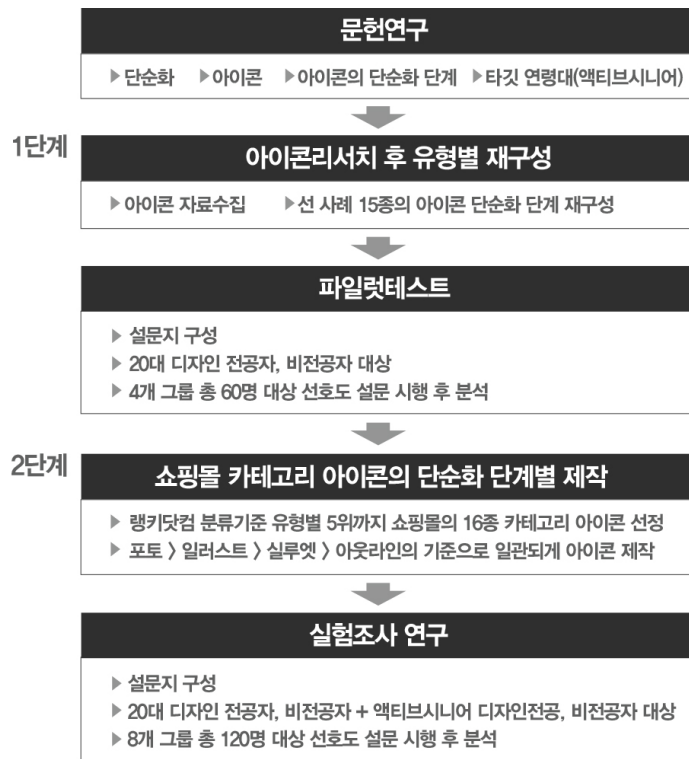 문헌연구
▶단순화 ▶아이콘 ▶아이콘의 단순화 단계 ▶타깃 연령대(액티브시니어)
1단계
아이콘리서치 후 유형별 재구성
▶아이콘 자료수집 ▶선 사례 15종의 아이콘 단순화 단계 재구성
파일럿테스트
▶ 설문지 구성
▶ 20대 디자인 전공자, 비전공자 대상
▶ 4개 그룹 총 60명 대상 선호도 설문 시행 후 분석
2단계
쇼핑몰 카테고리 아이콘의 단순화 단계별 제작
▶ 랭키닷컴 분류기준 유형별 5위까지 쇼핑몰의 16종 카테고리 아이콘 선정
▶ 포토 〉 일러스트 〉 실루엣 〉 아웃라인의 기준으로 일관되게 아이콘 제작
실험조사 연구
▶ 설문지 구성
▶ 20대 디자인 전공자, 비전공자 + 액티브시니어 디자인전공, 비전공자 대상
▶ 8개 그룹 총 120명 대상 선호도 설문 시행 후 분석